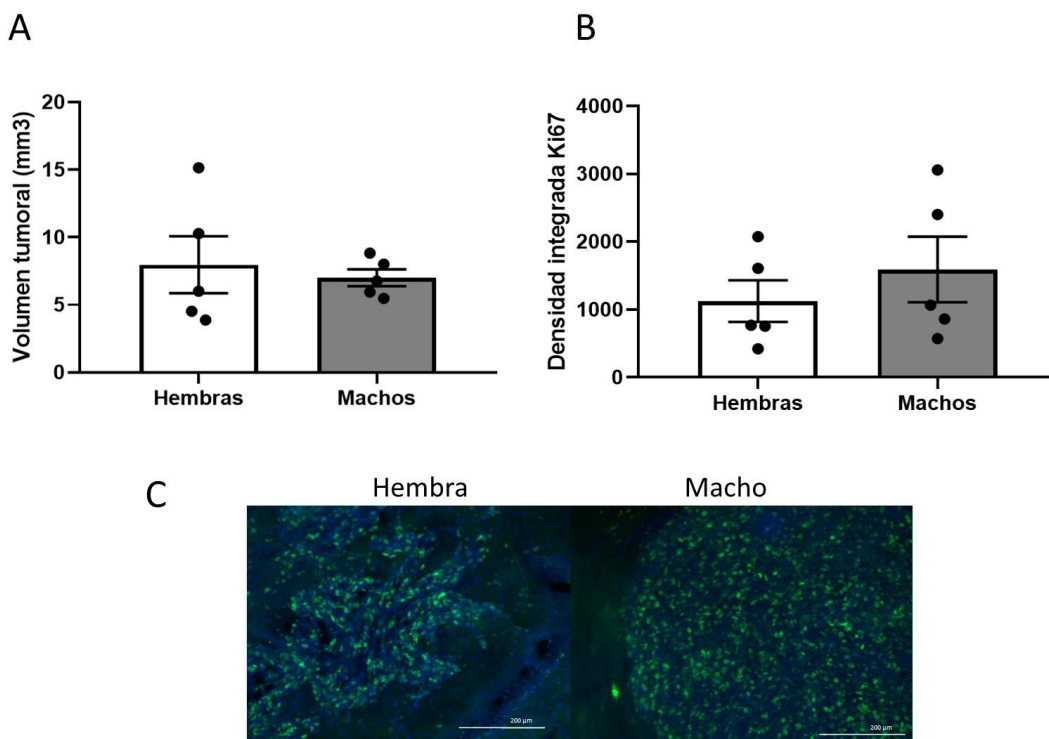 A
B
Volumen tumoral (mm3)
20
15
10
5
0
Hembras
Machos
Densidad integrada Ki67
4000
3000
2000
1000
0
Hembras
Machos
C
Hembra
Macho
200 µm
200 µm